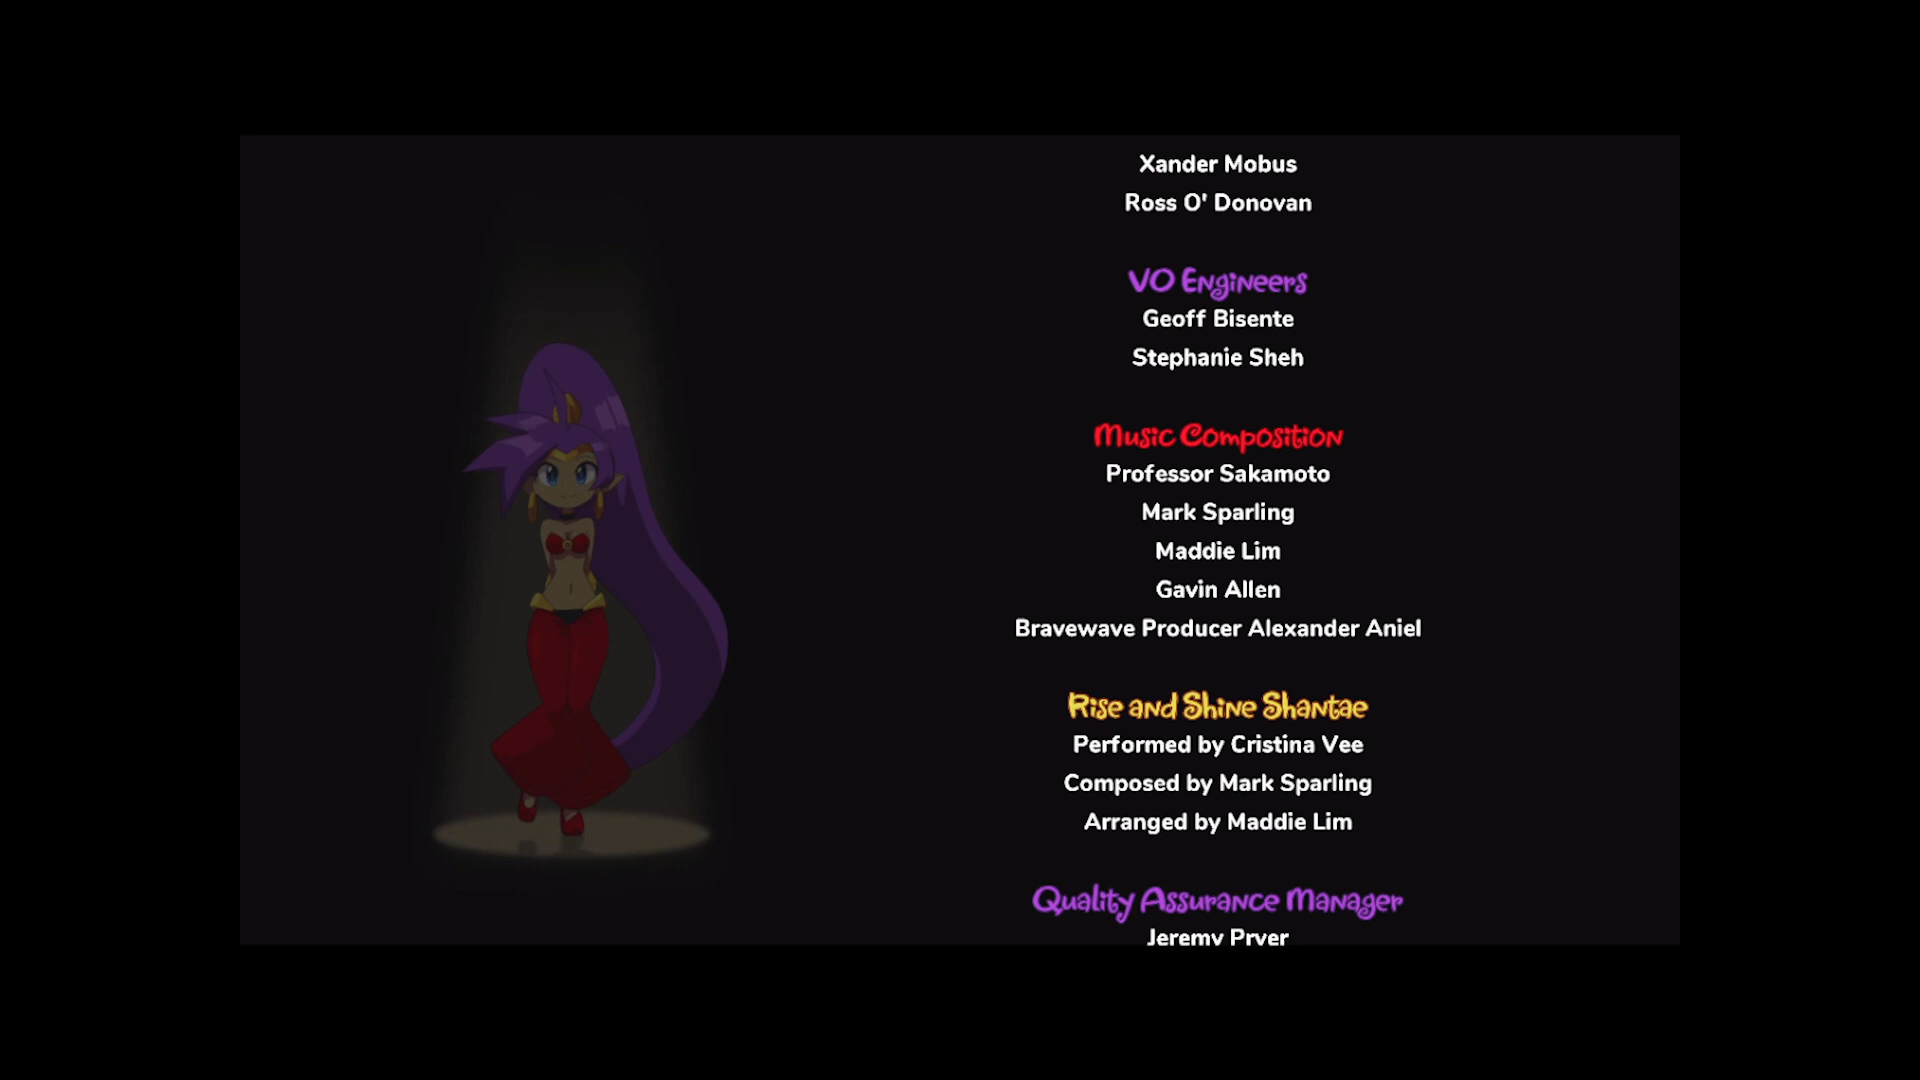 Xander Mobus
Ross O' Donovan
VO Engineers
Geoff Bisente
Stephanie Sheh
Music Composition
Professor Sakamoto
Mark Sparling
Maddie Lim
Gavin Allen
Bravewave Producer Alexander Aniel
Rise and Shine Shantae
Performed by Cristina Vee
Composed by Mark Sparling
Arranged by Maddie Lim
Quality Assurance Manager
Jeremy Pryer